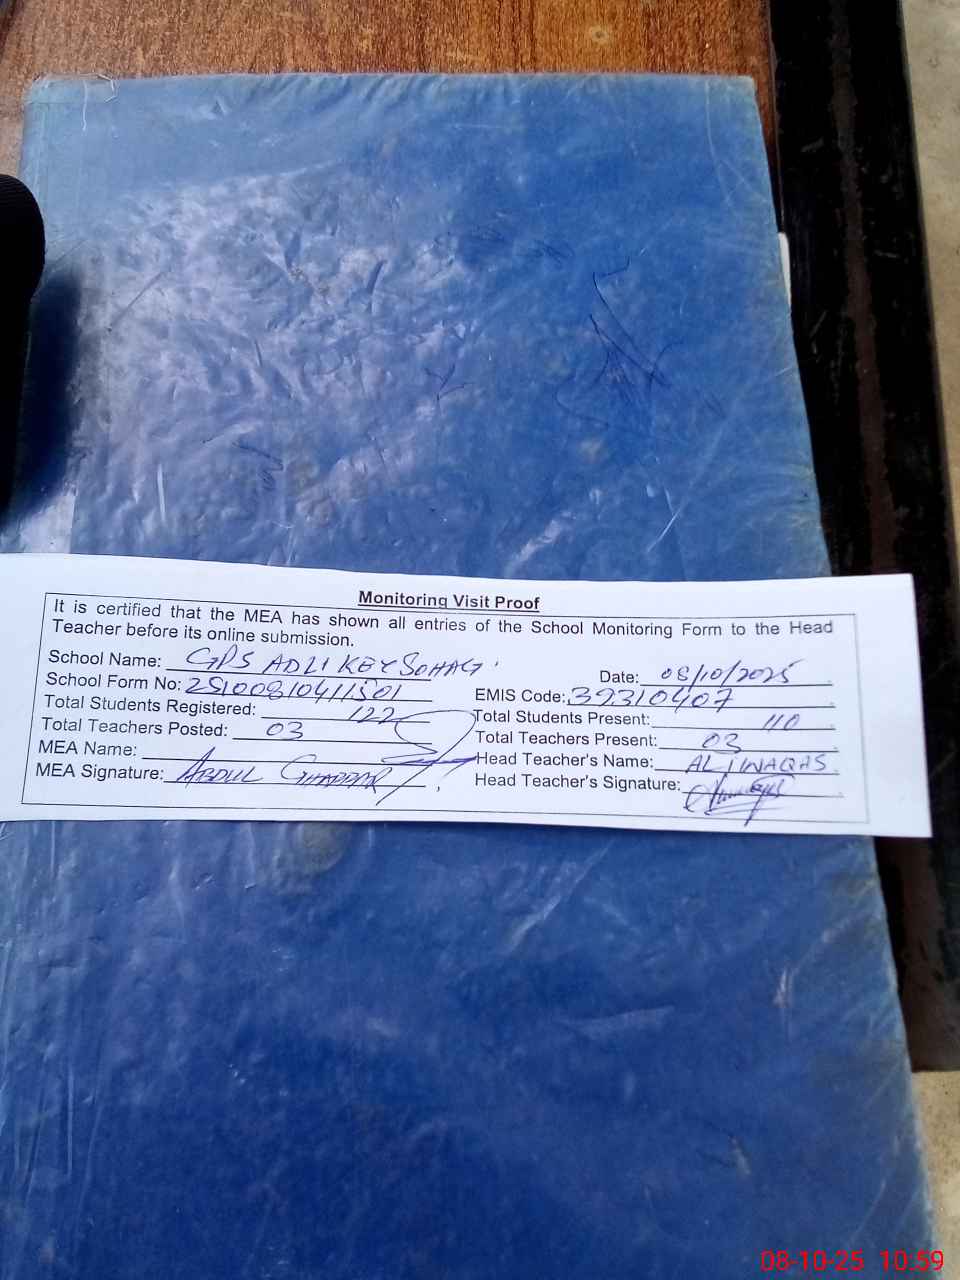 Monitoring Visit Proof
It is certified that the MEA has shown all entries of the School Monitoring Form to the Head
Teacher before its online submission.
School Name: GPS ADLI KEY SOHAG Date: 08/10/2025
School Form No: EMIS Code: 39310407
Total Students Registered: 122 Total Students Present: 110
Total Teachers Posted: 03 Total Teachers Present: 03
MEA Name: Head Teacher's Name: ALI WAQAS
MEA Signature: ABDUL GHAFFAR Head Teacher's Signature:
08-10-25 10:59